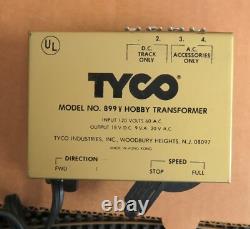 UL
2. 3. 4.
D.C. TRACK ONLY
A.C. ACCESSORIES ONLY
TYCO®
MODEL NO. 899 HOBBY TRANSFORMER
INPUT 120 VOLTS 60 A.C.
OUTPUT 18 V D.C. 9 V.A. 20 V A.C.
TYCO INDUSTRIES, INC., WOODBURY HEIGHTS, N.J. 08097
MADE IN HONG KONG
DIRECTION SPEED
FWD STOP FULL